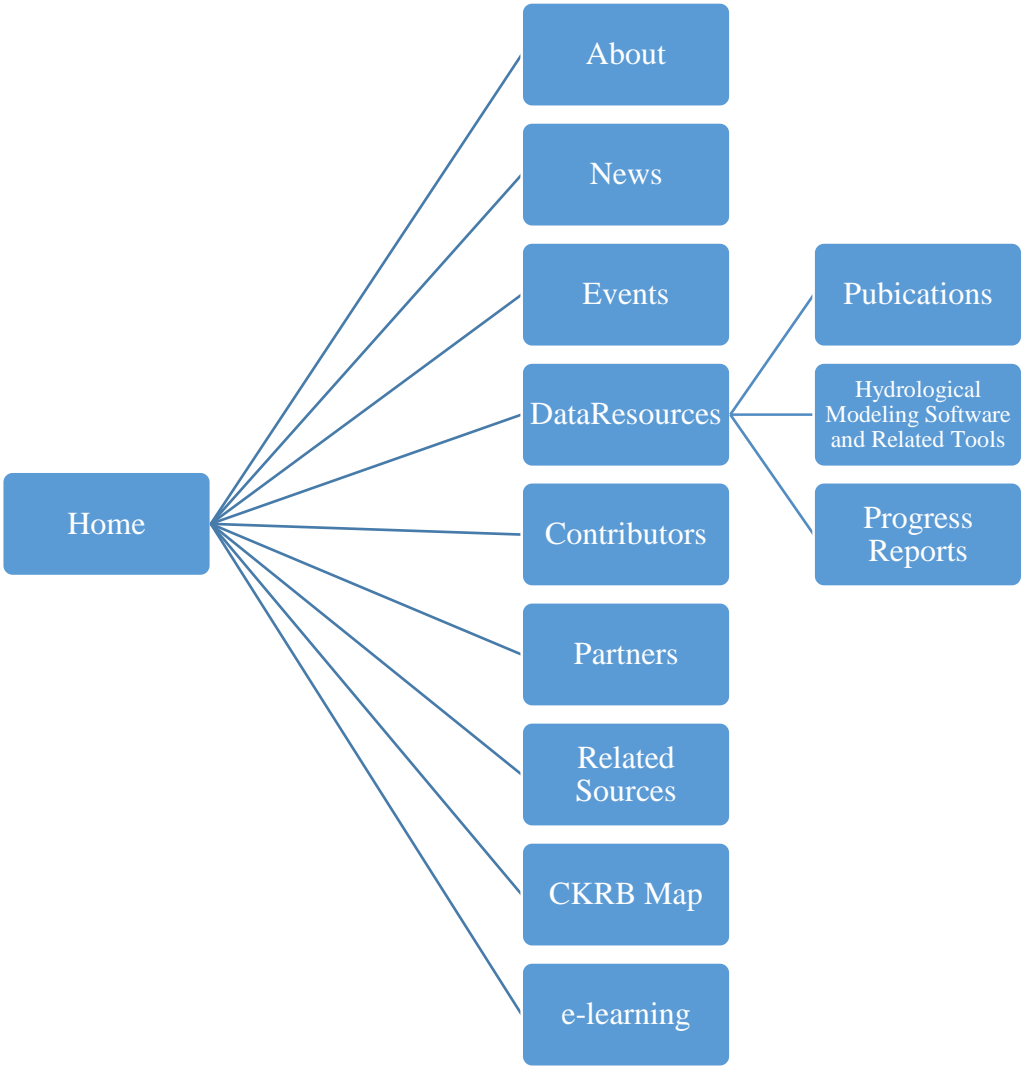 Home
About
News
Events
DataResources
Contributors
Partners
Related
Sources
CKRB Map
e-learning
Pubications
Hydrological
Modeling Software
and Related Tools
Progress
Reports